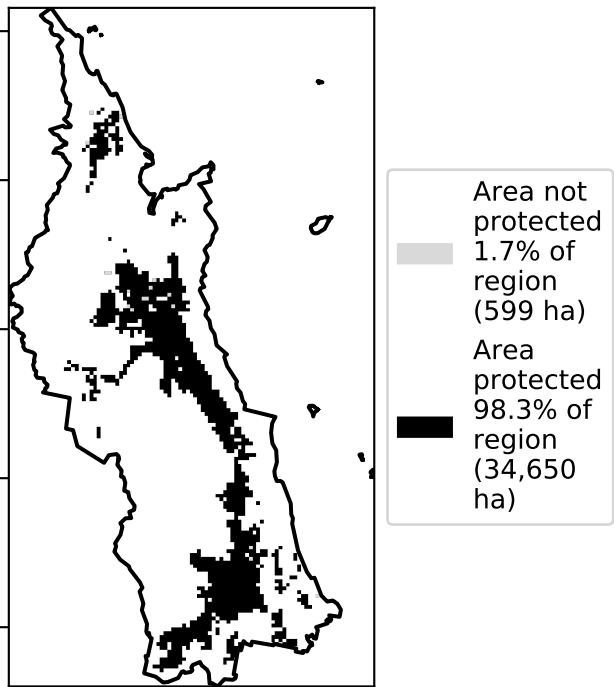 Area not
protected
1.7% of
region
(599 ha)
Area
protected
98.3% of
region
(34,650
ha)